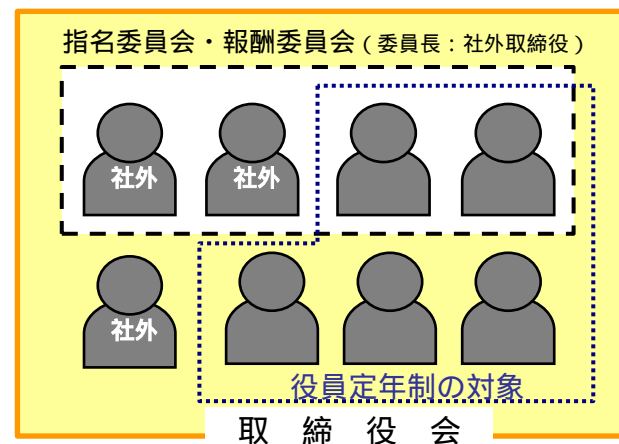 指名委員会・報酬委員会（委員長：社外取締役）
社外 社外
社外
役員定年制の対象
取 締 役 会